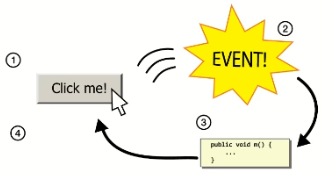 ①
②
EVENT!
Click me!
③
④
public void m() {
...
}